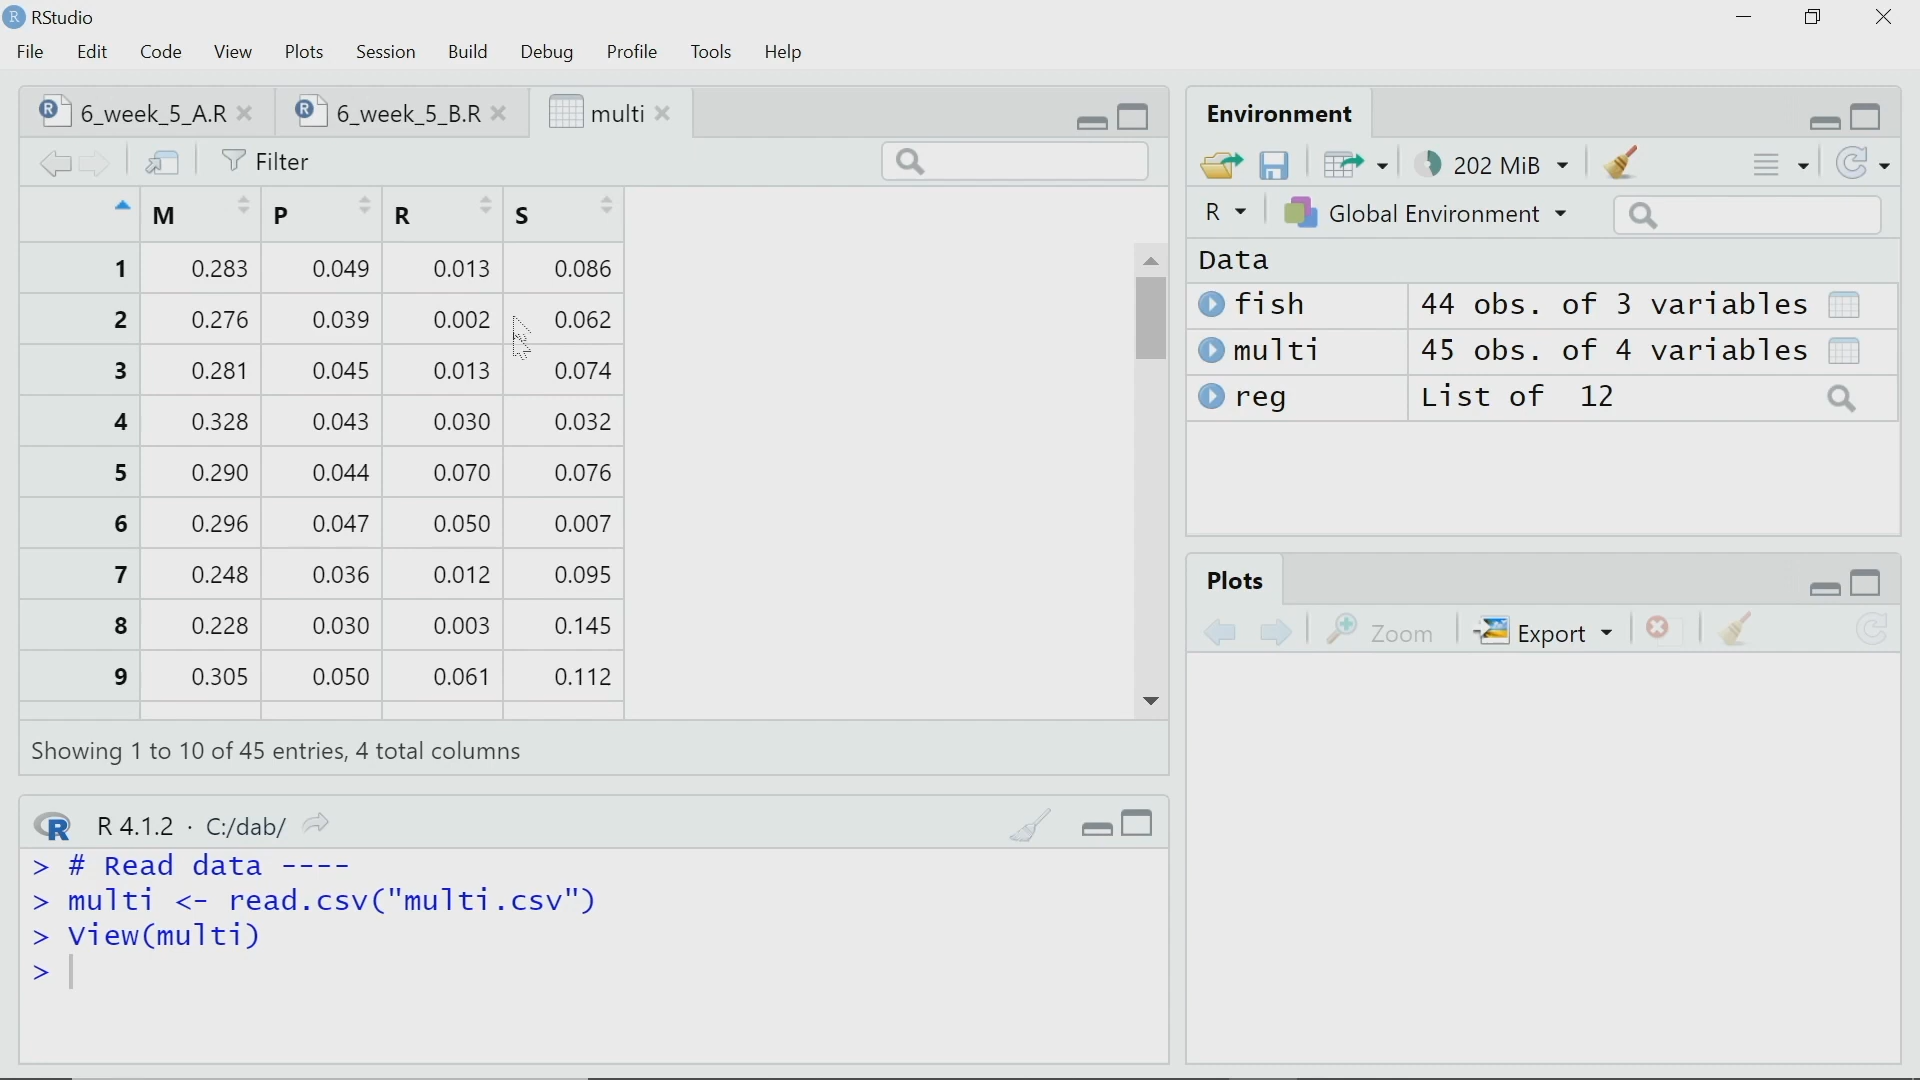 RStudio
File Edit Code View Plots Session Build Debug Profile Tools Help
6_week_5_A.R 6_week_5_B.R multi
Filter
M P R S
1 0.283 0.049 0.013 0.086
2 0.276 0.039 0.002 0.062
3 0.281 0.045 0.013 0.074
4 0.328 0.043 0.030 0.032
5 0.290 0.044 0.070 0.076
6 0.296 0.047 0.050 0.007
7 0.248 0.036 0.012 0.095
8 0.228 0.030 0.003 0.145
9 0.305 0.050 0.061 0.112
Showing 1 to 10 of 45 entries, 4 total columns
R 4.1.2 · C:/dab/
> # Read data ----
> multi <- read.csv("multi.csv")
> View(multi)
>
Environment
202 MiB
R Global Environment
Data
fish 44 obs. of 3 variables
multi 45 obs. of 4 variables
reg List of 12
Plots
Zoom Export